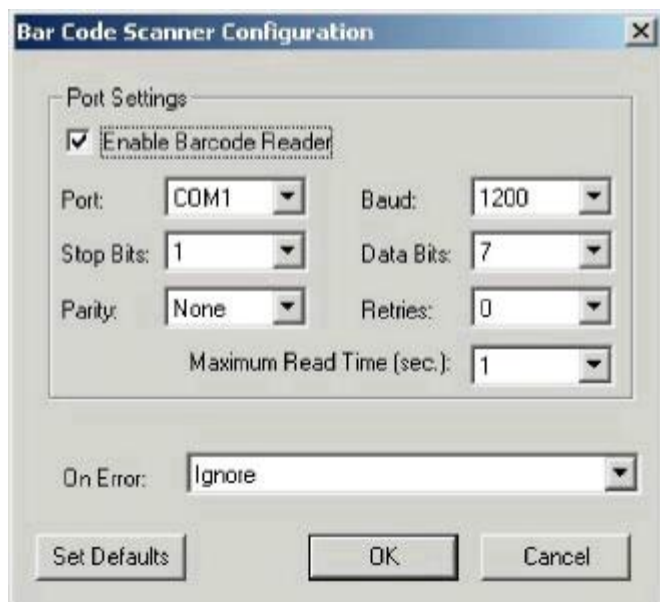 Bar Code Scanner Configuration
Port Settings
Enable Barcode Reader
Port: COM1 Baud: 1200
Stop Bits: 1 Data Bits: 7
Parity: None Retries: 0
Maximum Read Time (sec.): 1
On Error: Ignore
Set Defaults OK Cancel